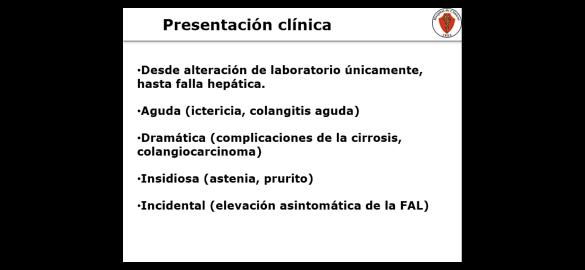 Presentación clínica
•Desde alteración de laboratorio únicamente,
hasta falla hepática.
•Aguda (ictericia, colangitis aguda)
•Dramática (complicaciones de la cirrosis,
colangiocarcinoma)
•Insidiosa (astenia, prurito)
•Incidental (elevación asintomática de la FAL)